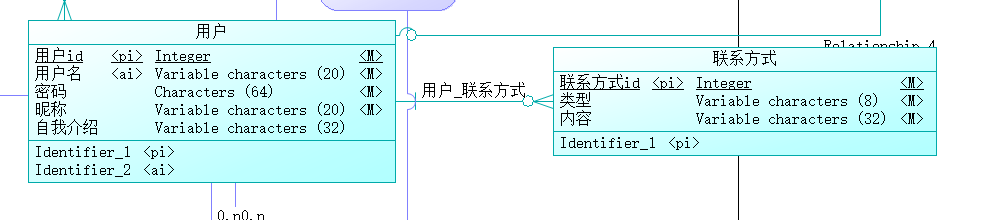 用户
用户id <pi> Integer <M>
用户名 <ai> Variable characters (20) <M>
密码 Characters (64) <M>
昵称 Variable characters (20) <M>
自我介绍 Variable characters (32)
Identifier_1 <pi>
Identifier_2 <ai>
用户_联系方式
Relationship_4
联系方式
联系方式id <pi> Integer <M>
类型 Variable characters (8) <M>
内容 Variable characters (32) <M>
Identifier_1 <pi>
0,n0,n